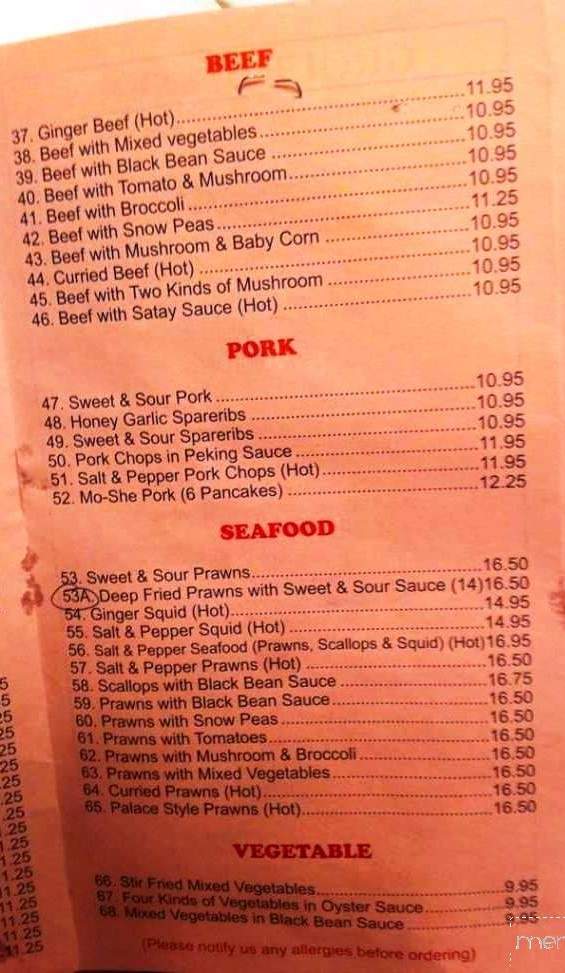 BEEF
37. Ginger Beef (Hot)..........11.95
38. Beef with Mixed vegetables..........10.95
39. Beef with Black Bean Sauce ..........10.95
40. Beef with Tomato & Mushroom..........10.95
41. Beef with Broccoli ..........10.95
42. Beef with Snow Peas..........11.25
43. Beef with Mushroom & Baby Corn ..........10.95
44. Curried Beef (Hot) ..........10.95
45. Beef with Two Kinds of Mushroom ..........10.95
46. Beef with Satay Sauce (Hot) ..........10.95
PORK
47. Sweet & Sour Pork ..........10.95
48. Honey Garlic Spareribs ..........10.95
49. Sweet & Sour Spareribs ..........10.95
50. Pork Chops in Peking Sauce ..........11.95
51. Salt & Pepper Pork Chops (Hot)..........11.95
52. Mo-She Pork (6 Pancakes) ..........12.25
SEAFOOD
53. Sweet & Sour Prawns..........16.50
53A.Deep Fried Prawns with Sweet & Sour Sauce (14)16.50
54. Ginger Squid (Hot)..........14.95
55. Salt & Pepper Squid (Hot) ..........14.95
56. Salt & Pepper Seafood (Prawns, Scallops & Squid) (Hot)16.95
57. Salt & Pepper Prawns (Hot) ..........16.50
58. Scallops with Black Bean Sauce ..........16.75
59. Prawns with Black Bean Sauce..........16.50
60. Prawns with Snow Peas..........16.50
61. Prawns with Tomatoes..........16.50
62. Prawns with Mushroom & Broccoli..........16.50
63. Prawns with Mixed Vegetables..........16.50
64. Curried Prawns (Hot)..........16.50
65. Palace Style Prawns (Hot)..........16.50
VEGETABLE
66. Stir Fried Mixed Vegetables..........9.95
67. Four Kinds of Vegetables in Oyster Sauce..........9.95
68. Mixed Vegetables in Black Bean Sauce ..........9.95
(Please notify us any allergies before ordering)